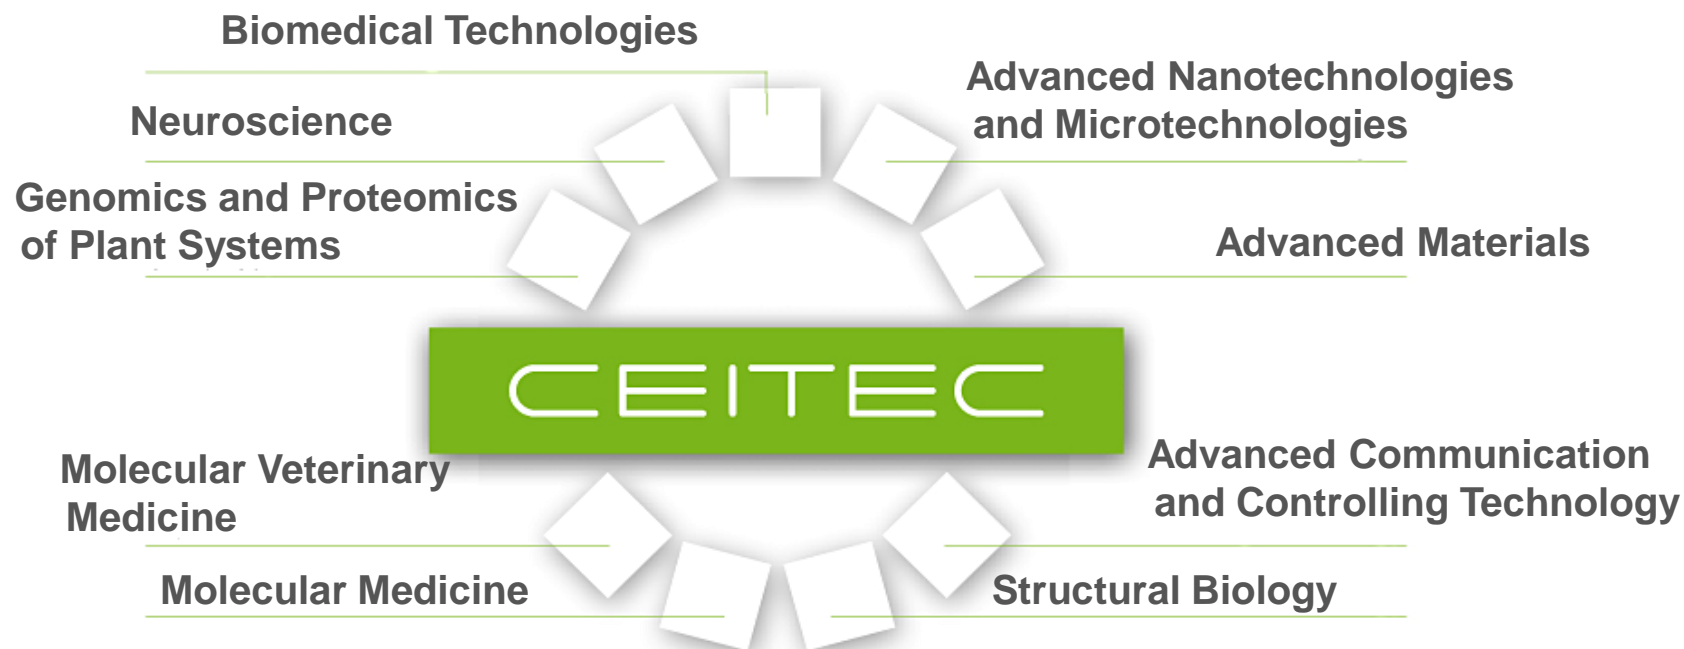 Biomedical Technologies
Advanced Nanotechnologies
and Microtechnologies
Neuroscience
Genomics and Proteomics
of Plant Systems
Advanced Materials
CEITEC
Molecular Veterinary
Medicine
Advanced Communication
and Controlling Technology
Molecular Medicine
Structural Biology